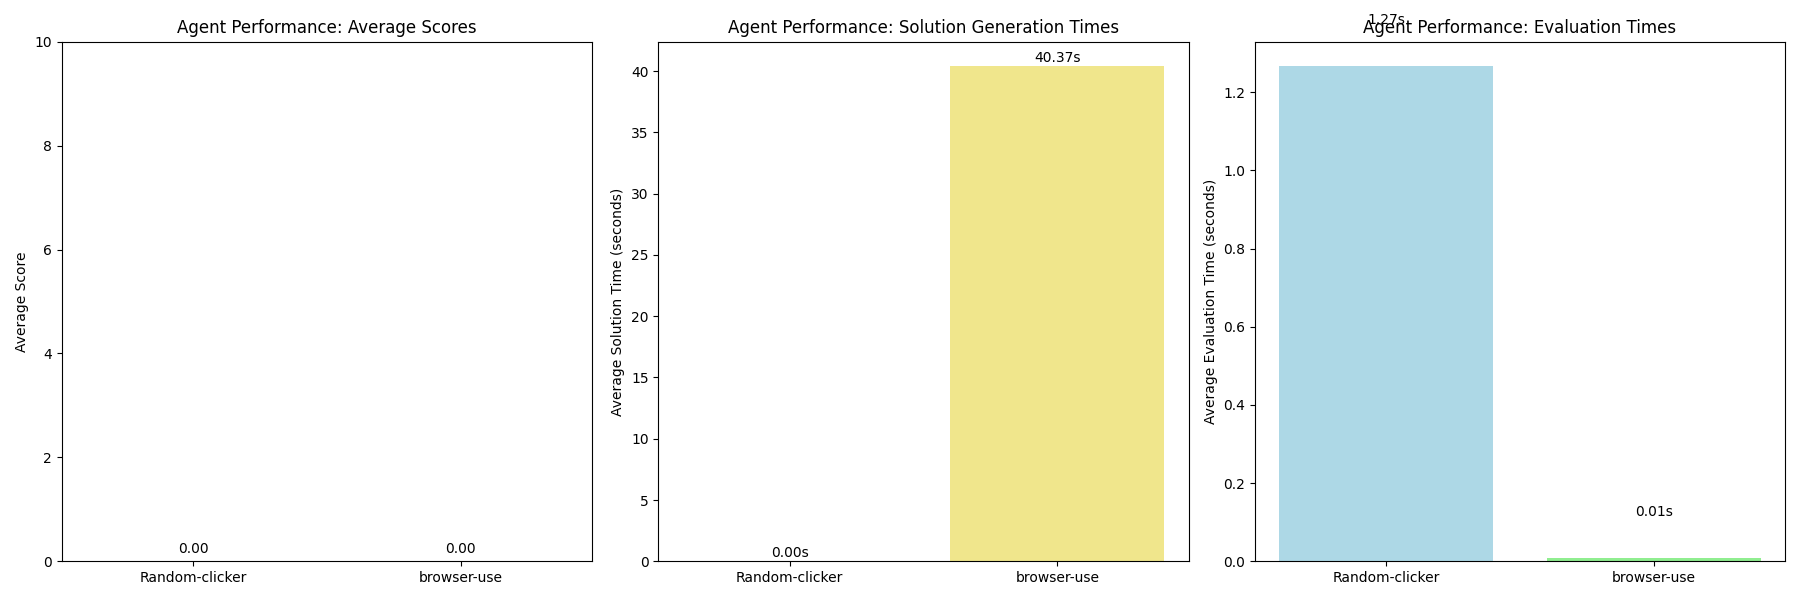 Agent Performance: Average Scores
10
8
6
4
2
0
Average Score
0.00
0.00
Random-clicker
browser-use
Agent Performance: Solution Generation Times
40
35
30
25
20
15
10
5
0
Average Solution Time (seconds)
40.37s
0.00s
Random-clicker
browser-use
1.27s
Agent Performance: Evaluation Times
1.2
1.0
0.8
0.6
0.4
0.2
0.0
Average Evaluation Time (seconds)
0.01s
Random-clicker
browser-use